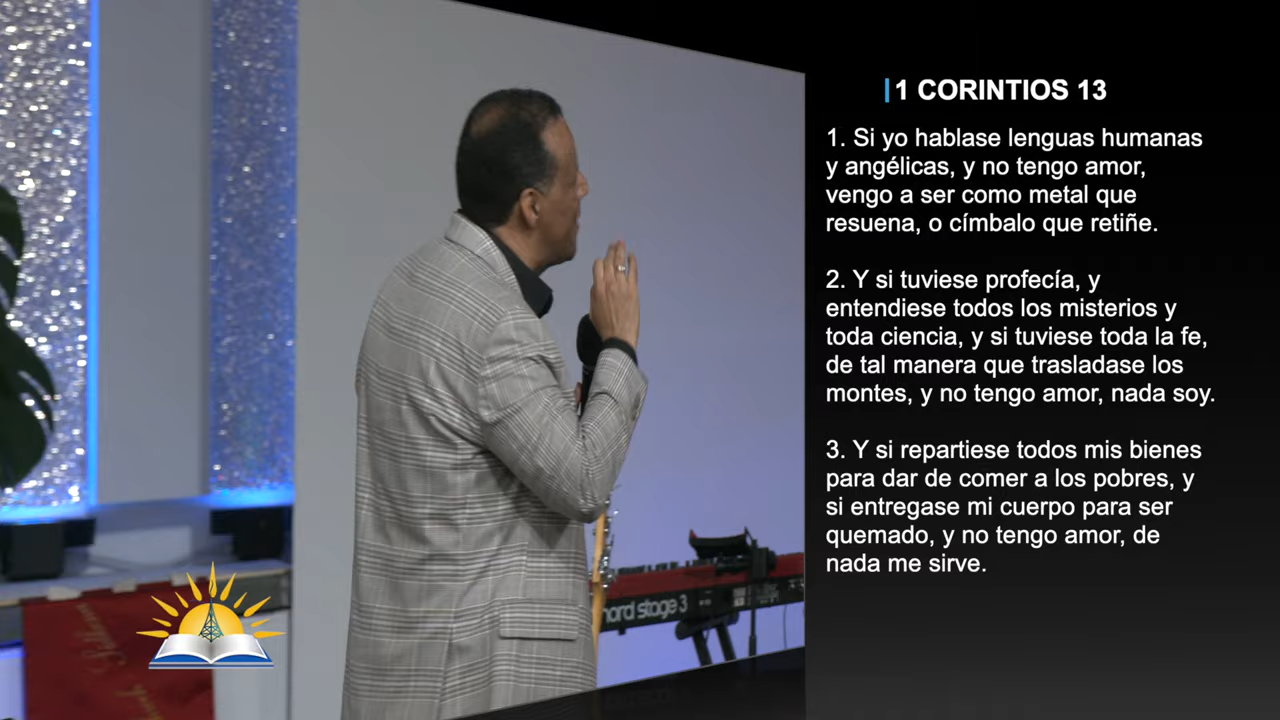 1 CORINTIOS 13
1. Si yo hablase lenguas humanas
y angélicas, y no tengo amor,
vengo a ser como metal que
resuena, o címbalo que retiñe.
2. Y si tuviese profecía, y
entendiese todos los misterios y
toda ciencia, y si tuviese toda la fe,
de tal manera que trasladase los
montes, y no tengo amor, nada soy.
3. Y si repartiese todos mis bienes
para dar de comer a los pobres, y
si entregase mi cuerpo para ser
quemado, y no tengo amor, de
nada me sirve.
stage 3